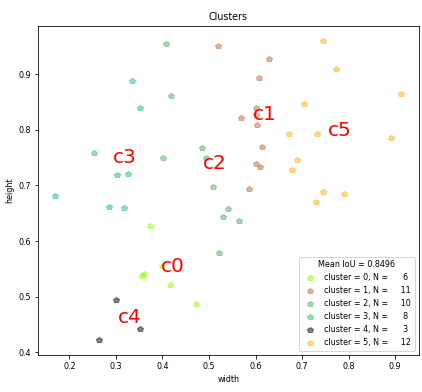 Clusters
height
0.9
0.8
0.7
0.6
0.5
0.4
c1
c5
c3
c2
c0
c4
Mean IoU = 0.8496
cluster = 0, N = 6
cluster = 1, N = 11
cluster = 2, N = 10
cluster = 3, N = 8
cluster = 4, N = 3
cluster = 5, N = 12
0.2 0.3 0.4 0.5 0.6 0.7 0.8 0.9
width